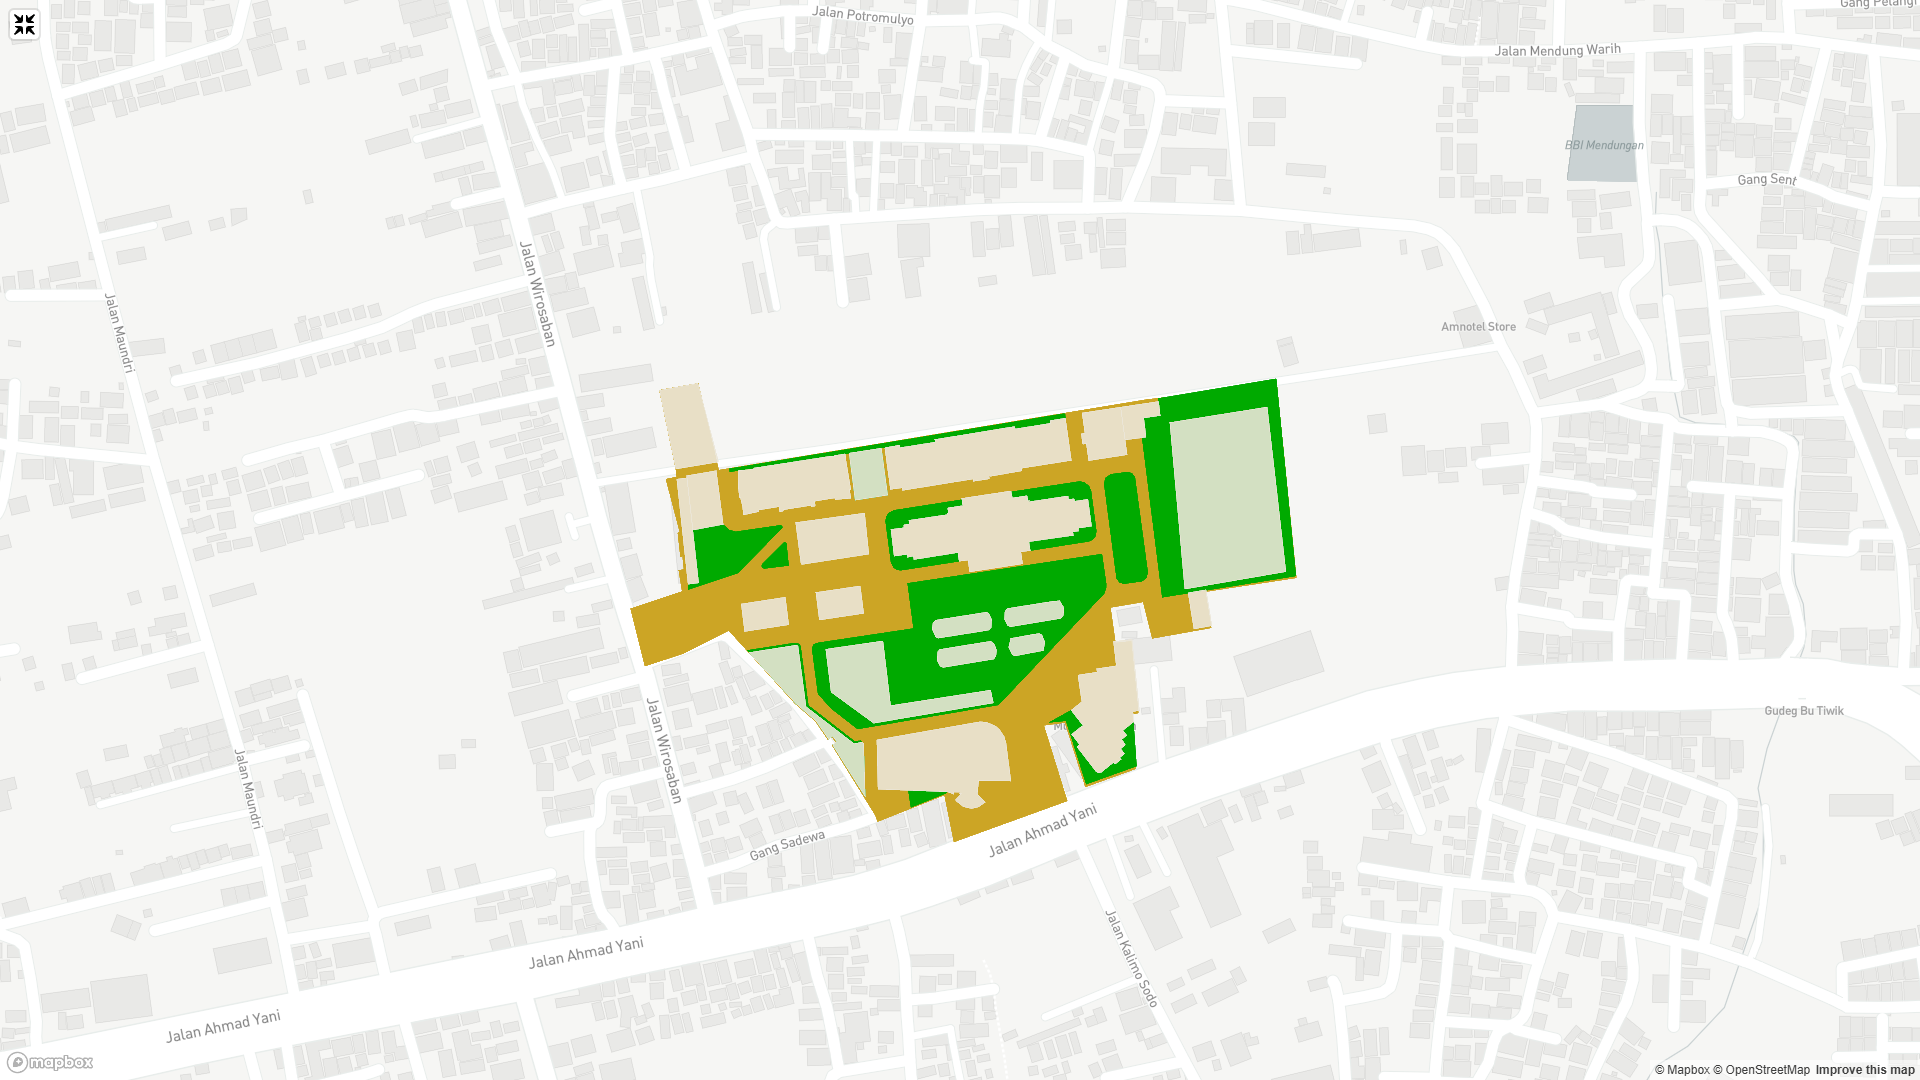 Gang Pelangi
Jalan Potromulyo
Jalan Mendung Warih
BBI Mendungan
Gang Sent
Jalan Wirosaban
Jalan Maundri
Amnotel Store
Jalan Wirosaban
Gudeg Bu Tiwik
Jalan Maundri
Gang Sadewa
Jalan Ahmad Yani
Jalan Ahmad Yani
Jalan Kalimo Sodo
Jalan Ahmad Yani
mapbox
© Mapbox © OpenStreetMap Improve this map